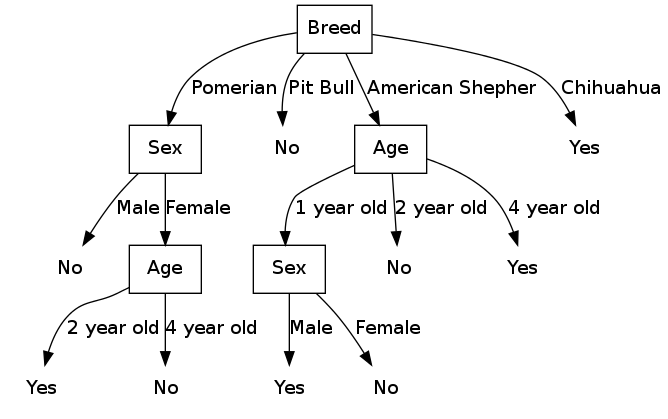 Breed
Pomerian Pit Bull American Shepher Chihuahua
Sex No Age Yes
Male Female 1 year old 2 year old 4 year old
No Age Sex No Yes
2 year old 4 year old Male Female
Yes No Yes No